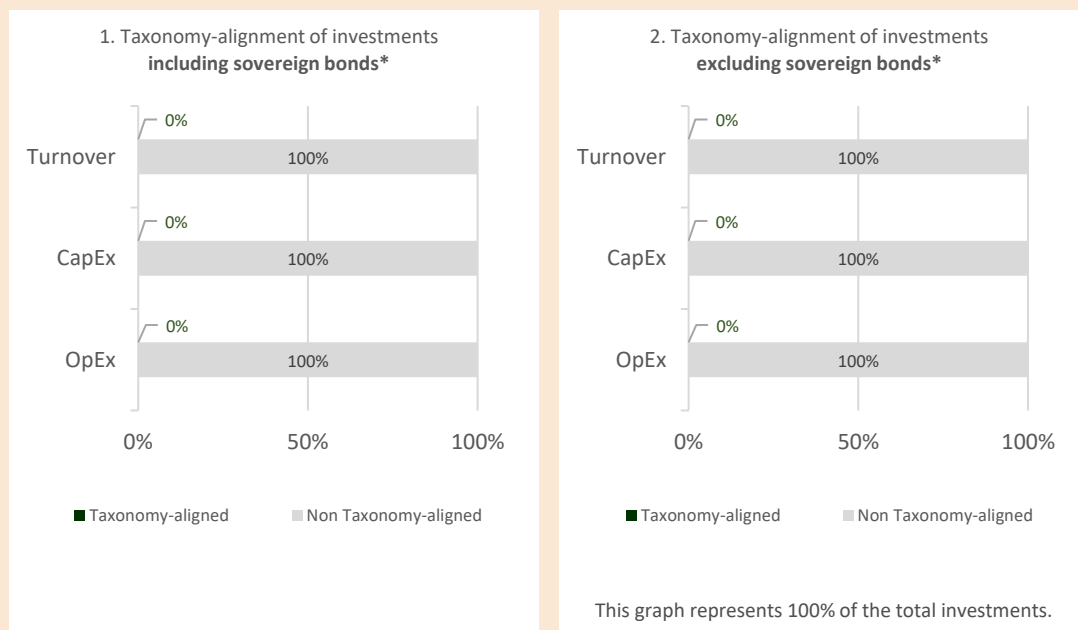 1. Taxonomy-alignment of investments
including sovereign bonds*
0%
Turnover
100%
0%
CapEx
100%
0%
OpEx
100%
0% 50% 100%
Taxonomy-aligned Non Taxonomy-aligned
2. Taxonomy-alignment of investments
excluding sovereign bonds*
0%
Turnover
100%
0%
CapEx
100%
0%
OpEx
100%
0% 50% 100%
Taxonomy-aligned Non Taxonomy-aligned
This graph represents 100% of the total investments.